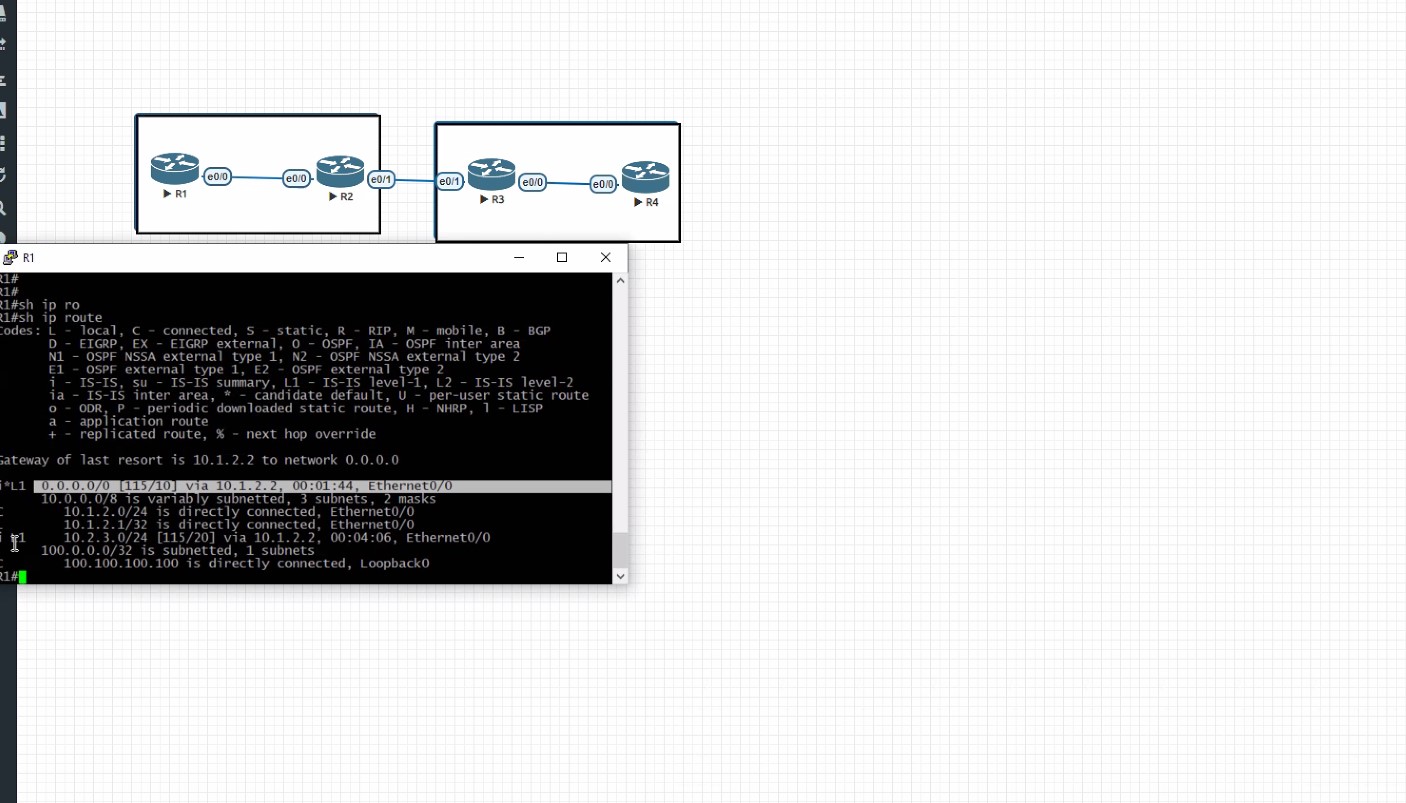 e0/0
e0/0
e0/1
e0/1
e0/0
e0/0
R1
R2
R3
R4
R1
R1#
R1#
R1#sh ip ro
R1#sh ip route
Codes: L - local, C - connected, S - static, R - RIP, M - mobile, B - BGP
D - EIGRP, EX - EIGRP external, O - OSPF, IA - OSPF inter area
N1 - OSPF NSSA external type 1, N2 - OSPF NSSA external type 2
E1 - OSPF external type 1, E2 - OSPF external type 2
i - IS-IS, su - IS-IS summary, L1 - IS-IS level-1, L2 - IS-IS level-2
ia - IS-IS inter area, * - candidate default, U - per-user static route
o - ODR, P - periodic downloaded static route, H - NHRP, l - LISP
a - application route
+ - replicated route, % - next hop override
Gateway of last resort is 10.1.2.2 to network 0.0.0.0
i*L1 0.0.0.0/0 [115/10] via 10.1.2.2, 00:01:44, Ethernet0/0
10.0.0.0/8 is variably subnetted, 3 subnets, 2 masks
C 10.1.2.0/24 is directly connected, Ethernet0/0
L 10.1.2.1/32 is directly connected, Ethernet0/0
i L1 10.2.3.0/24 [115/20] via 10.1.2.2, 00:04:06, Ethernet0/0
100.0.0.0/32 is subnetted, 1 subnets
C 100.100.100.100 is directly connected, Loopback0
R1#